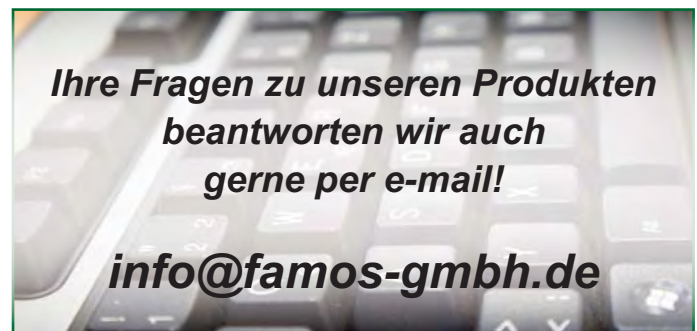 Ihre Fragen zu unseren Produkten
beantworten wir auch
gerne per e-mail!
info@famos-gmbh.de